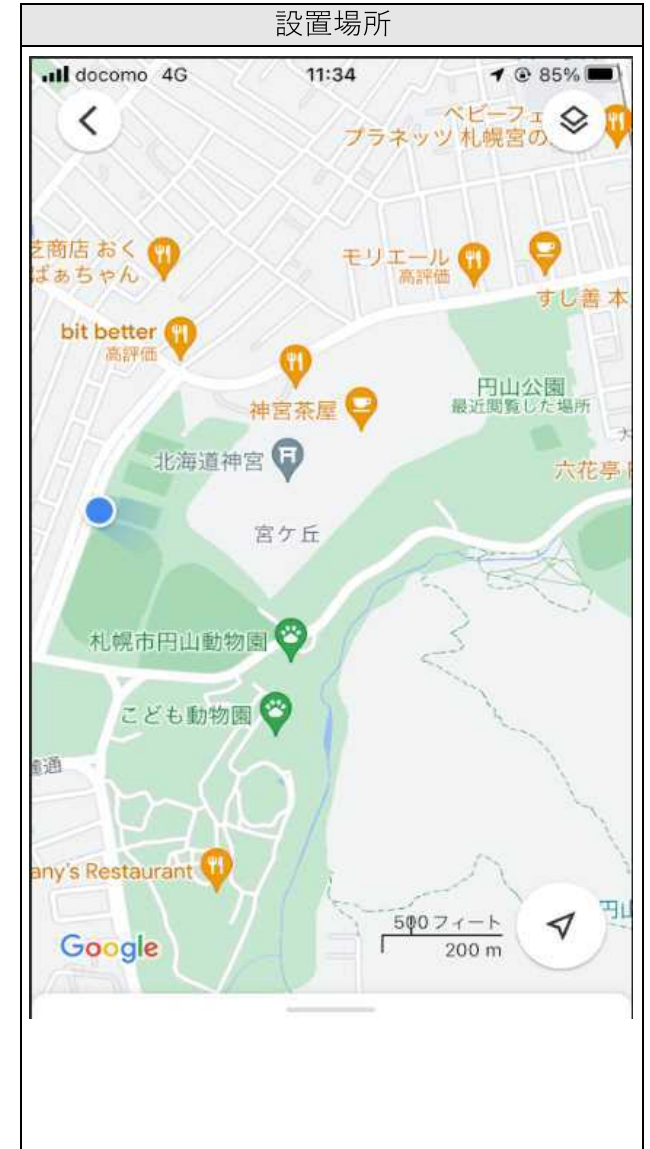 設置場所
docomo 4G
11:34
85%
ベビーフェ
プラネッツ 札幌宮の
芝商店 おく
ばぁちゃん
モリエール
高評価
すし善 本
bit better
高評価
神宮茶屋
円山公園
最近閲覧した場所
北海道神宮
六花亭
宮ケ丘
札幌市円山動物園
こども動物園
any's Restaurant
円山
500 フィート
200 m
Google